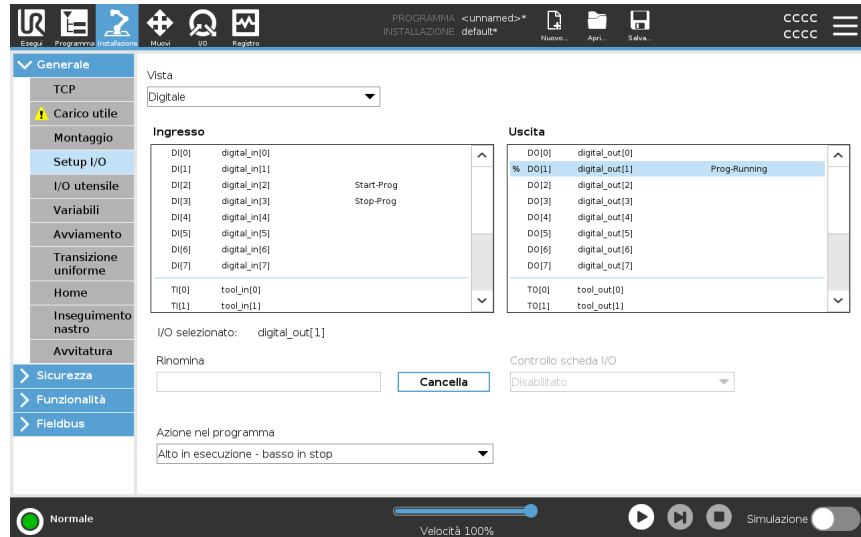 UR
PROGRAMMA <unnamed>*
INSTALLAZIONE default*
CCCC
CCCC
Esegui Programma Installazione Muovi I/O Registro Nuovo... Apri... Salva...
Generale
TCP
Carico utile
Montaggio
Setup I/O
I/O utensile
Variabili
Avviamento
Transizione
uniforme
Home
Inseguimento
nastro
Avvitatura
Sicurezza
Funzionalità
Fieldbus
Vista
Digitale
Ingresso
DI[0] digital_in[0]
DI[1] digital_in[1]
DI[2] digital_in[2] Start-Prog
DI[3] digital_in[3] Stop-Prog
DI[4] digital_in[4]
DI[5] digital_in[5]
DI[6] digital_in[6]
DI[7] digital_in[7]
TI[0] tool_in[0]
TI[1] tool_in[1]
Uscita
DO[0] digital_out[0]
% DO[1] digital_out[1] Prog-Running
DO[2] digital_out[2]
DO[3] digital_out[3]
DO[4] digital_out[4]
DO[5] digital_out[5]
DO[6] digital_out[6]
DO[7] digital_out[7]
TO[0] tool_out[0]
TO[1] tool_out[1]
I/O selezionato: digital_out[1]
Rinomina
Cancella
Controllo scheda I/O
Disabilitato
Azione nel programma
Alto in esecuzione - basso in stop
Normale
Velocità 100%
Simulazione